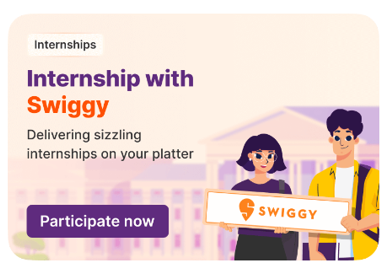 Internships
Internship with
Swiggy
Delivering sizzling
internships on your platter
SWIGGY
Participate now